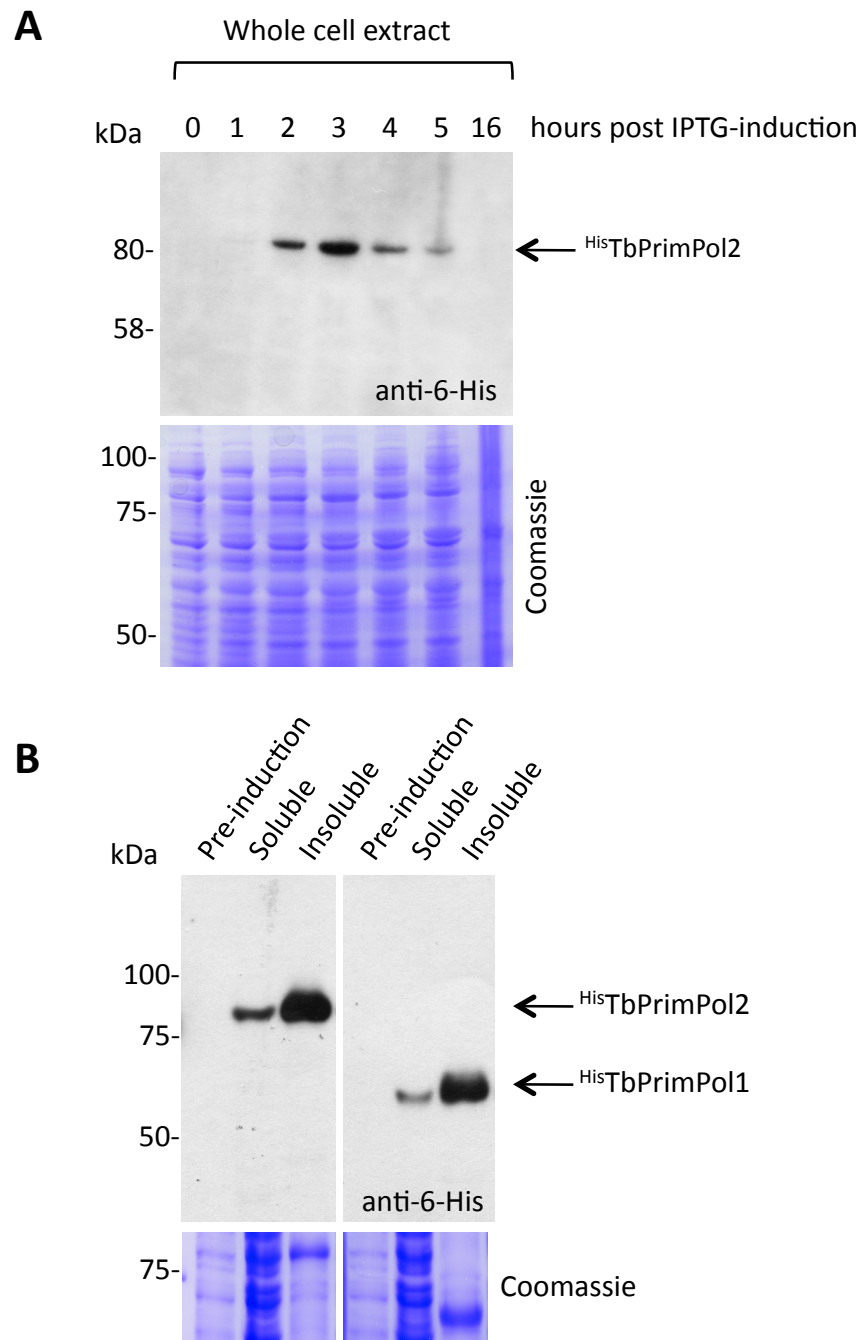 A
Whole cell extract
kDa
0 1 2 3 4 5 16 hours post IPTG-induction
80-
HisTbPrimPol2
58-
anti-6-His
100-
75-
50-
Coomassie
B
Pre-induction
Soluble
Insoluble
Pre-induction
Soluble
Insoluble
kDa
100-
HisTbPrimPol2
75-
HisTbPrimPol1
50-
anti-6-His
75-
Coomassie